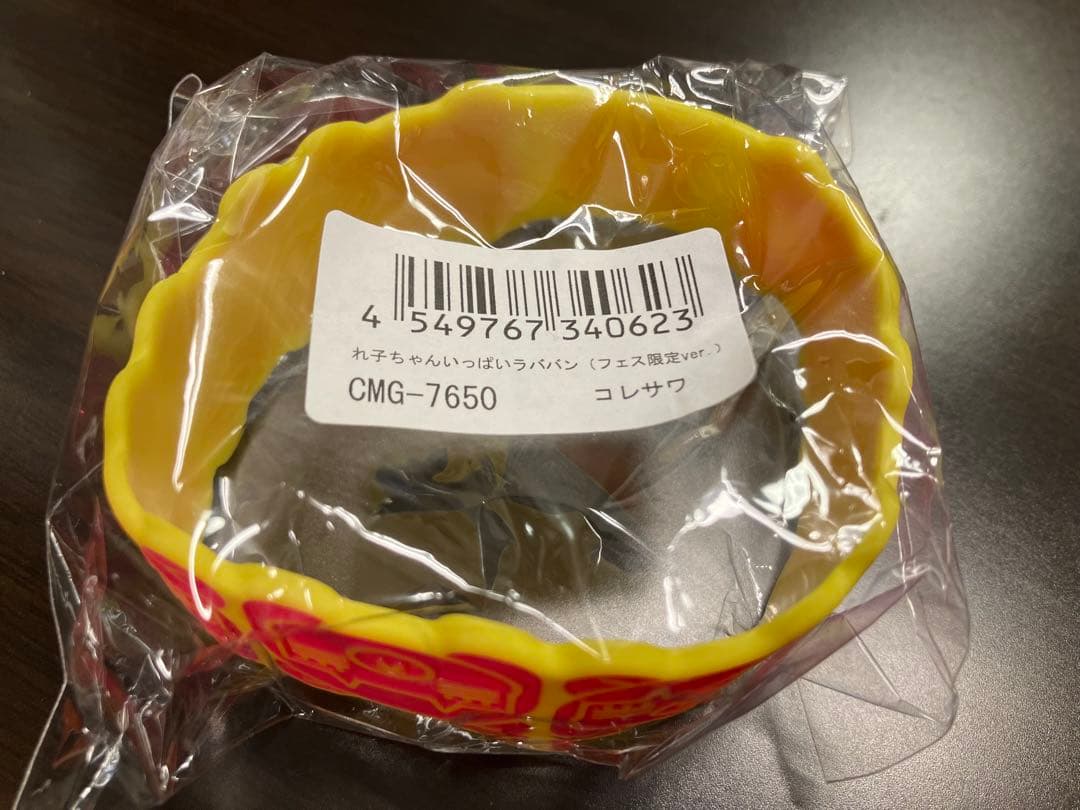 4 549767 340623
れ子ちゃんいっぱいラババン（フェス限定ver.）
CMG-7650 コレサワ